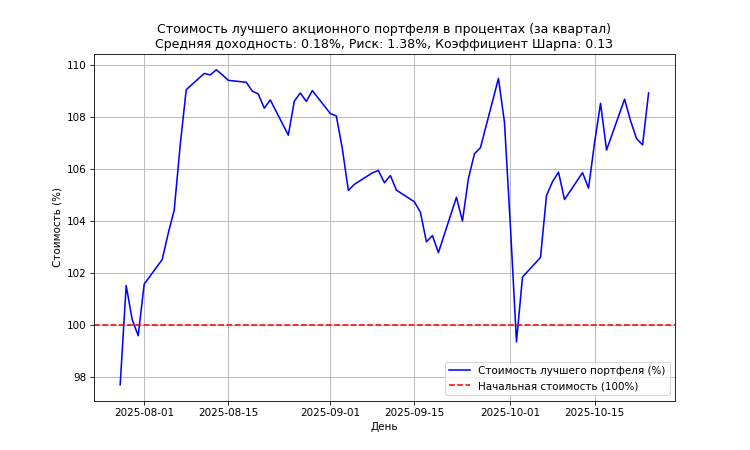 Стоимость лучшего акционного портфеля в процентах (за квартал)
Средняя доходность: 0.18%, Риск: 1.38%, Коэффициент Шарпа: 0.13
Стоимость (%)
110
108
106
104
102
100
98
Стоимость лучшего портфеля (%)
Начальная стоимость (100%)
2025-08-01
2025-08-15
2025-09-01
2025-09-15
2025-10-01
2025-10-15
День